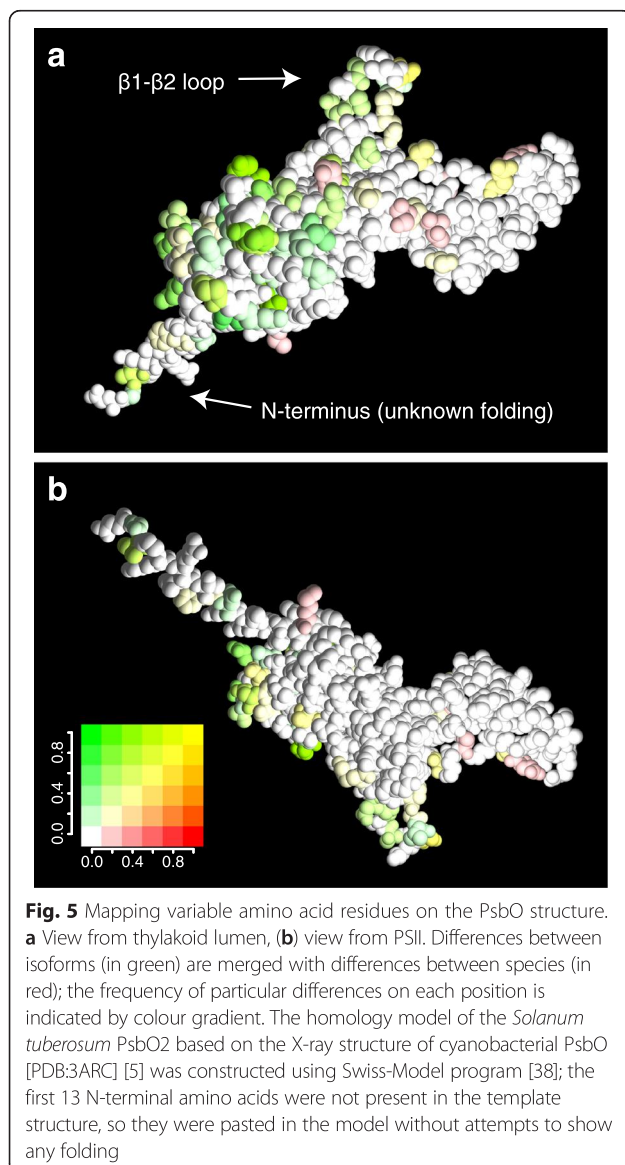 a
β1-β2 loop
N-terminus (unknown folding)
b
0.8
0.4
0.0
0.0 0.4 0.8
Fig. 5 Mapping variable amino acid residues on the PsbO structure.
a View from thylakoid lumen, (b) view from PSII. Differences between
isoforms (in green) are merged with differences between species (in
red); the frequency of particular differences on each position is
indicated by colour gradient. The homology model of the Solanum
tuberosum PsbO2 based on the X-ray structure of cyanobacterial PsbO
[PDB:3ARC] [5] was constructed using Swiss-Model program [38]; the
first 13 N-terminal amino acids were not present in the template
structure, so they were pasted in the model without attempts to show
any folding